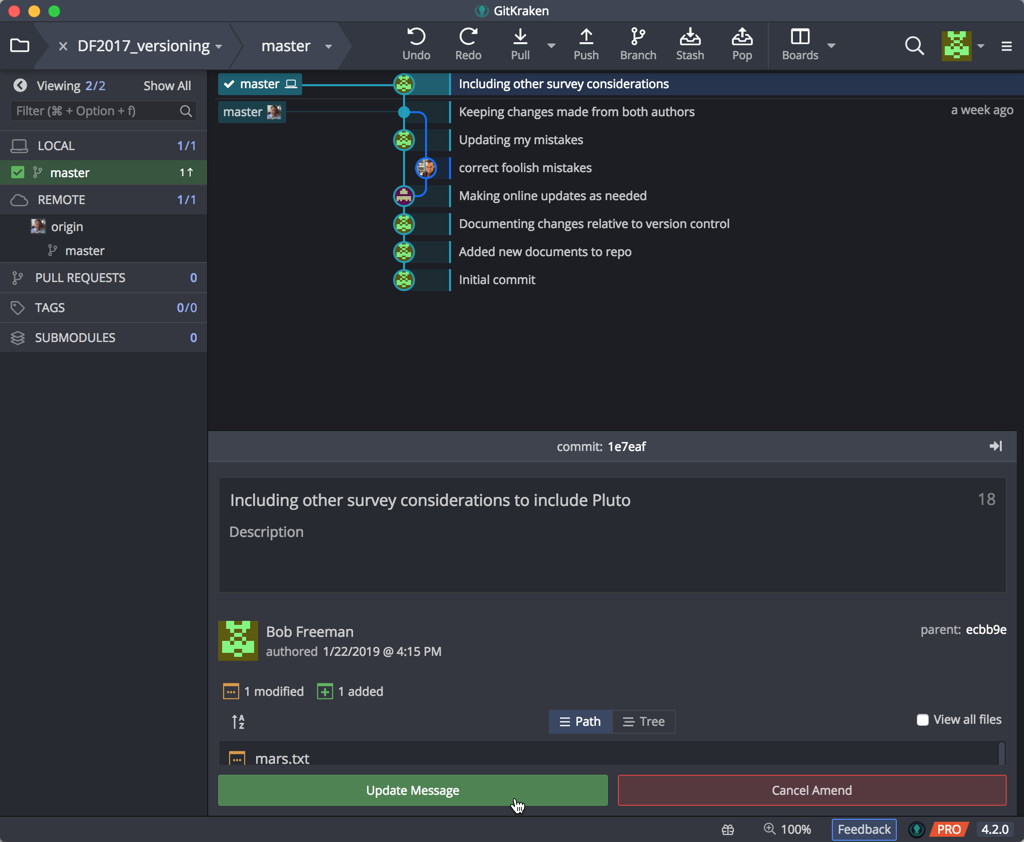 GitKraken
DF2017_versioning
master
Undo
Redo
Pull
Push
Branch
Stash
Pop
Boards
Viewing 2/2
Show All
Filter (⌘ + Option + f)
LOCAL 1/1
master 1↑
REMOTE 1/1
origin
master
PULL REQUESTS 0
TAGS 0/0
SUBMODULES 0
master
Including other survey considerations
master
Keeping changes made from both authors
a week ago
Updating my mistakes
correct foolish mistakes
Making online updates as needed
Documenting changes relative to version control
Added new documents to repo
Initial commit
commit: 1e7eaf
Including other survey considerations to include Pluto
18
Description
Bob Freeman
authored 1/22/2019 @ 4:15 PM
parent: ecbb9e
1 modified
1 added
Path
Tree
View all files
mars.txt
Update Message
Cancel Amend
100%
Feedback
PRO
4.2.0